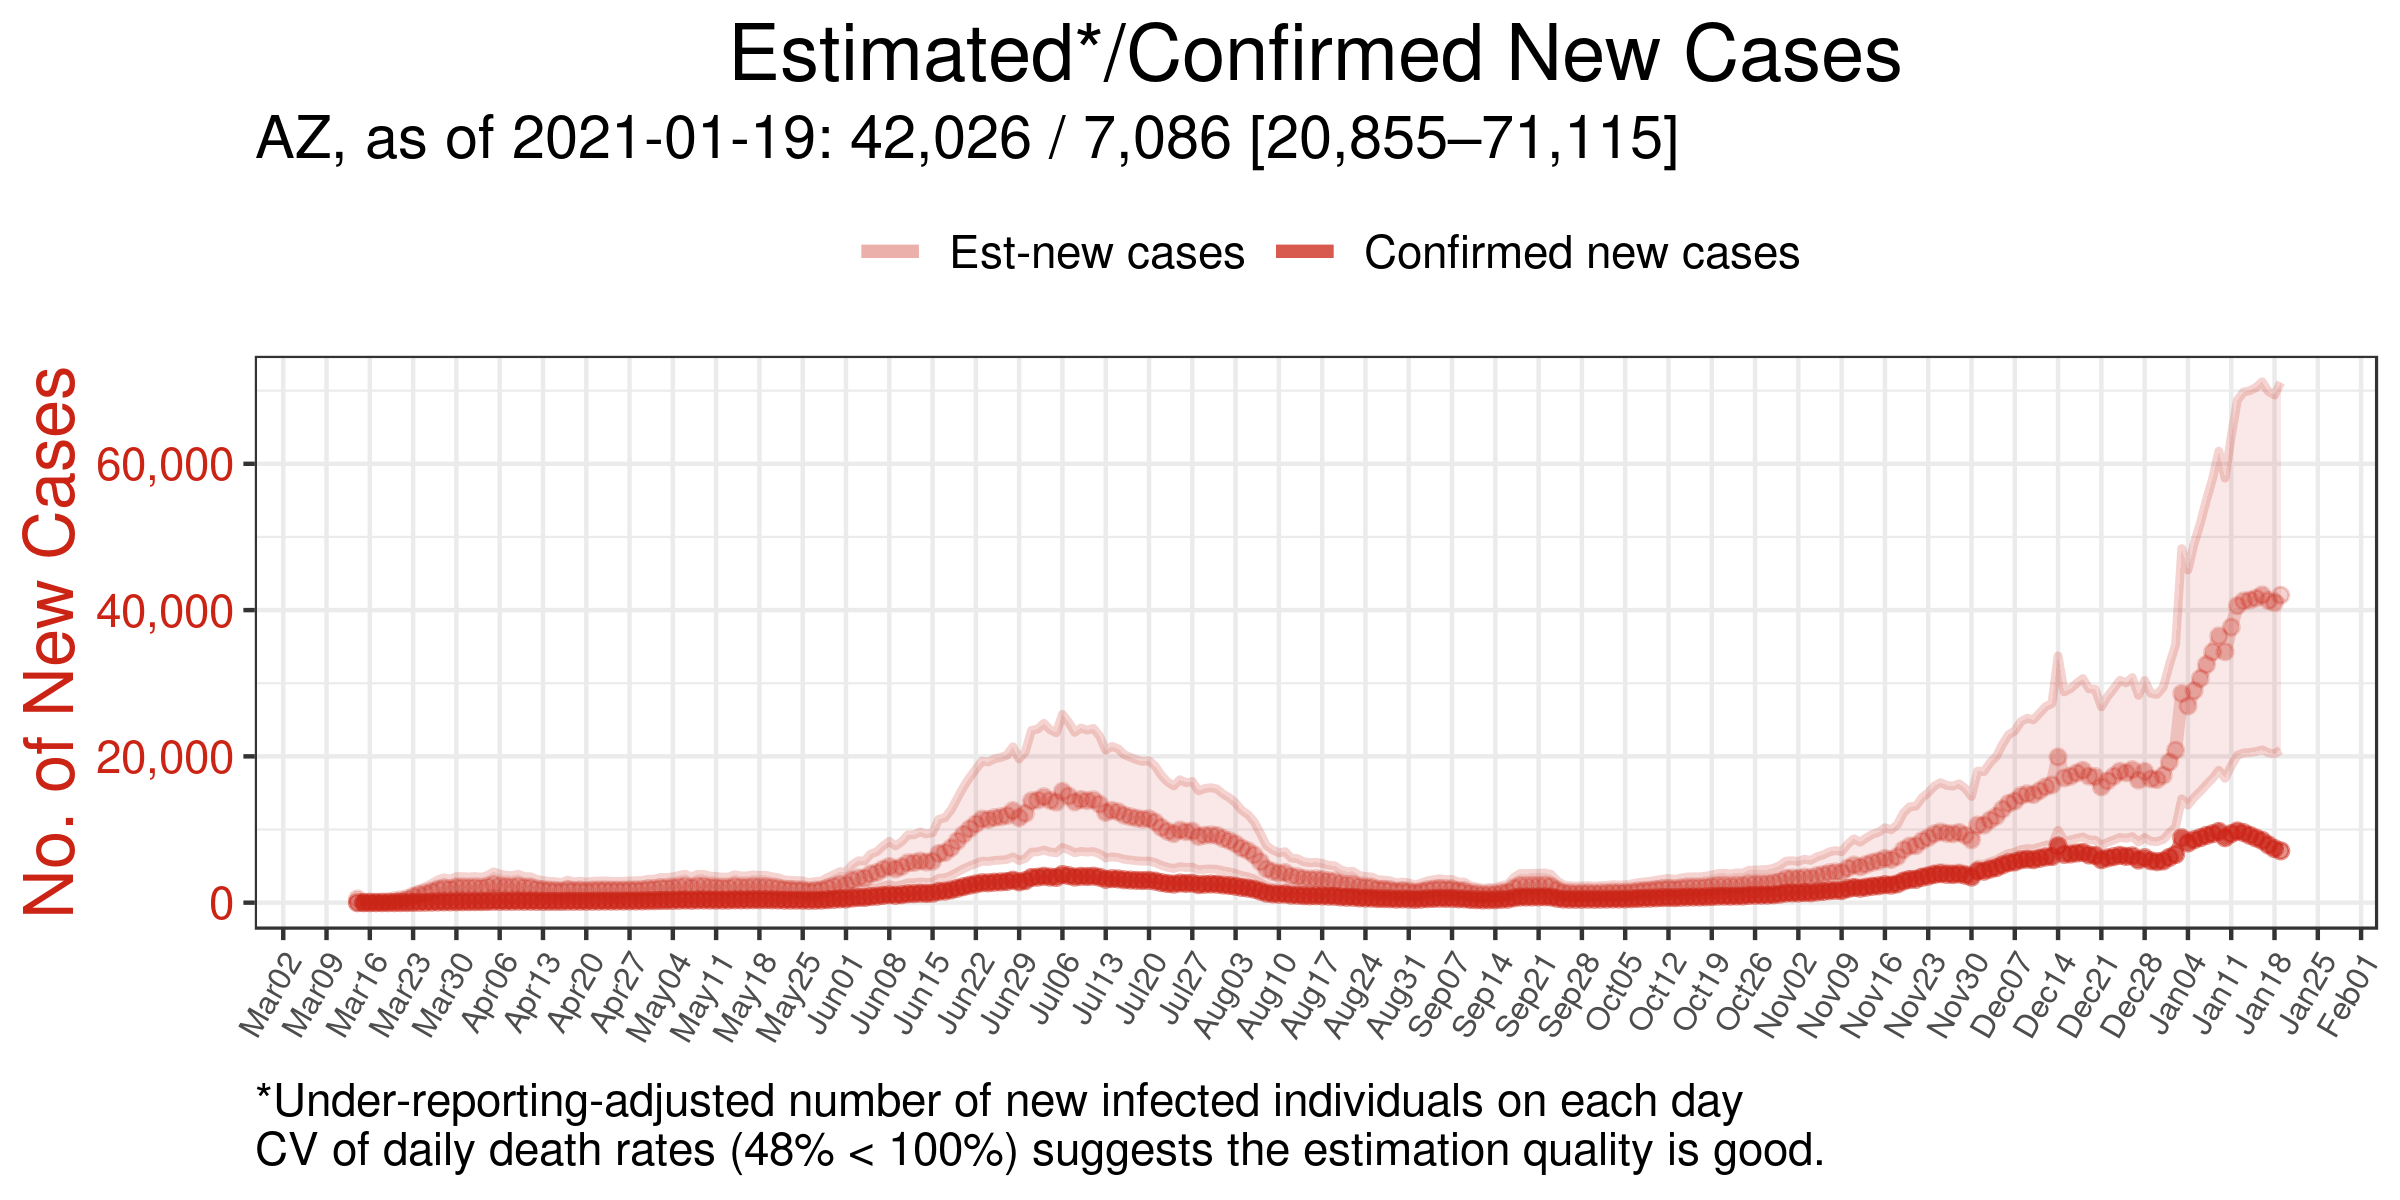 Estimated*/Confirmed New Cases
AZ, as of 2021-01-19: 42,026 / 7,086 [20,855–71,115]
Est-new cases
Confirmed new cases
No. of New Cases
60,000
40,000
20,000
0
Mar02
Mar09
Mar16
Mar23
Mar30
Apr06
Apr13
Apr20
Apr27
May04
May11
May18
May25
Jun01
Jun08
Jun15
Jun22
Jun29
Jul06
Jul13
Jul20
Jul27
Aug03
Aug10
Aug17
Aug24
Aug31
Sep07
Sep14
Sep21
Sep28
Oct05
Oct12
Oct19
Oct26
Nov02
Nov09
Nov16
Nov23
Nov30
Dec07
Dec14
Dec21
Dec28
Jan04
Jan11
Jan18
Jan25
Feb01
*Under-reporting-adjusted number of new infected individuals on each day
CV of daily death rates (48% < 100%) suggests the estimation quality is good.